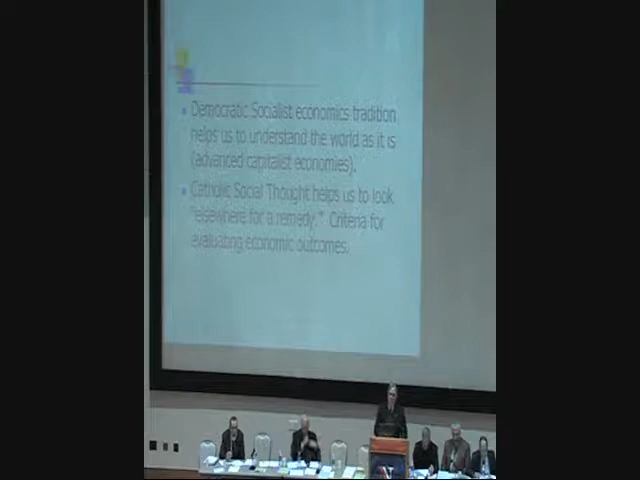 Democratic Socialist economics tradition
helps us to understand the world as it is
(advanced capitalist economies).
Catholic Social Thought helps us to look
"elsewhere for a remedy." Criteria for
evaluating economic outcomes.